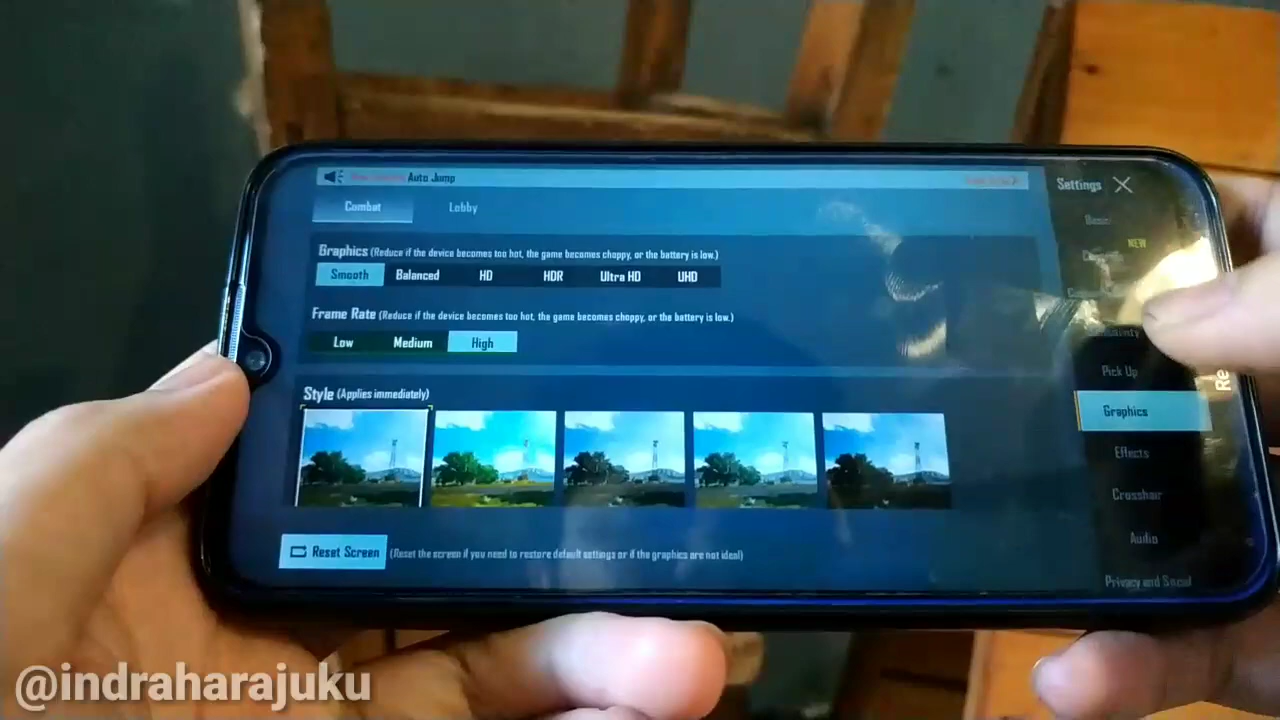 Auto Jump
Settings
Combat
Lobby
Basic
NEW
Graphics (Reduce if the device becomes too hot, the game becomes choppy, or the battery is low.)
Smooth Balanced HD HDR Ultra HD UHD
Frame Rate (Reduce if the device becomes too hot, the game becomes choppy, or the battery is low.)
Low Medium High
Pick Up
Re
Style (Applies immediately)
Graphics
Effects
Crosshair
Audio
Reset Screen (Reset the screen if you need to restore default settings or if the graphics are not ideal)
Privacy and Social
@indraharajuku